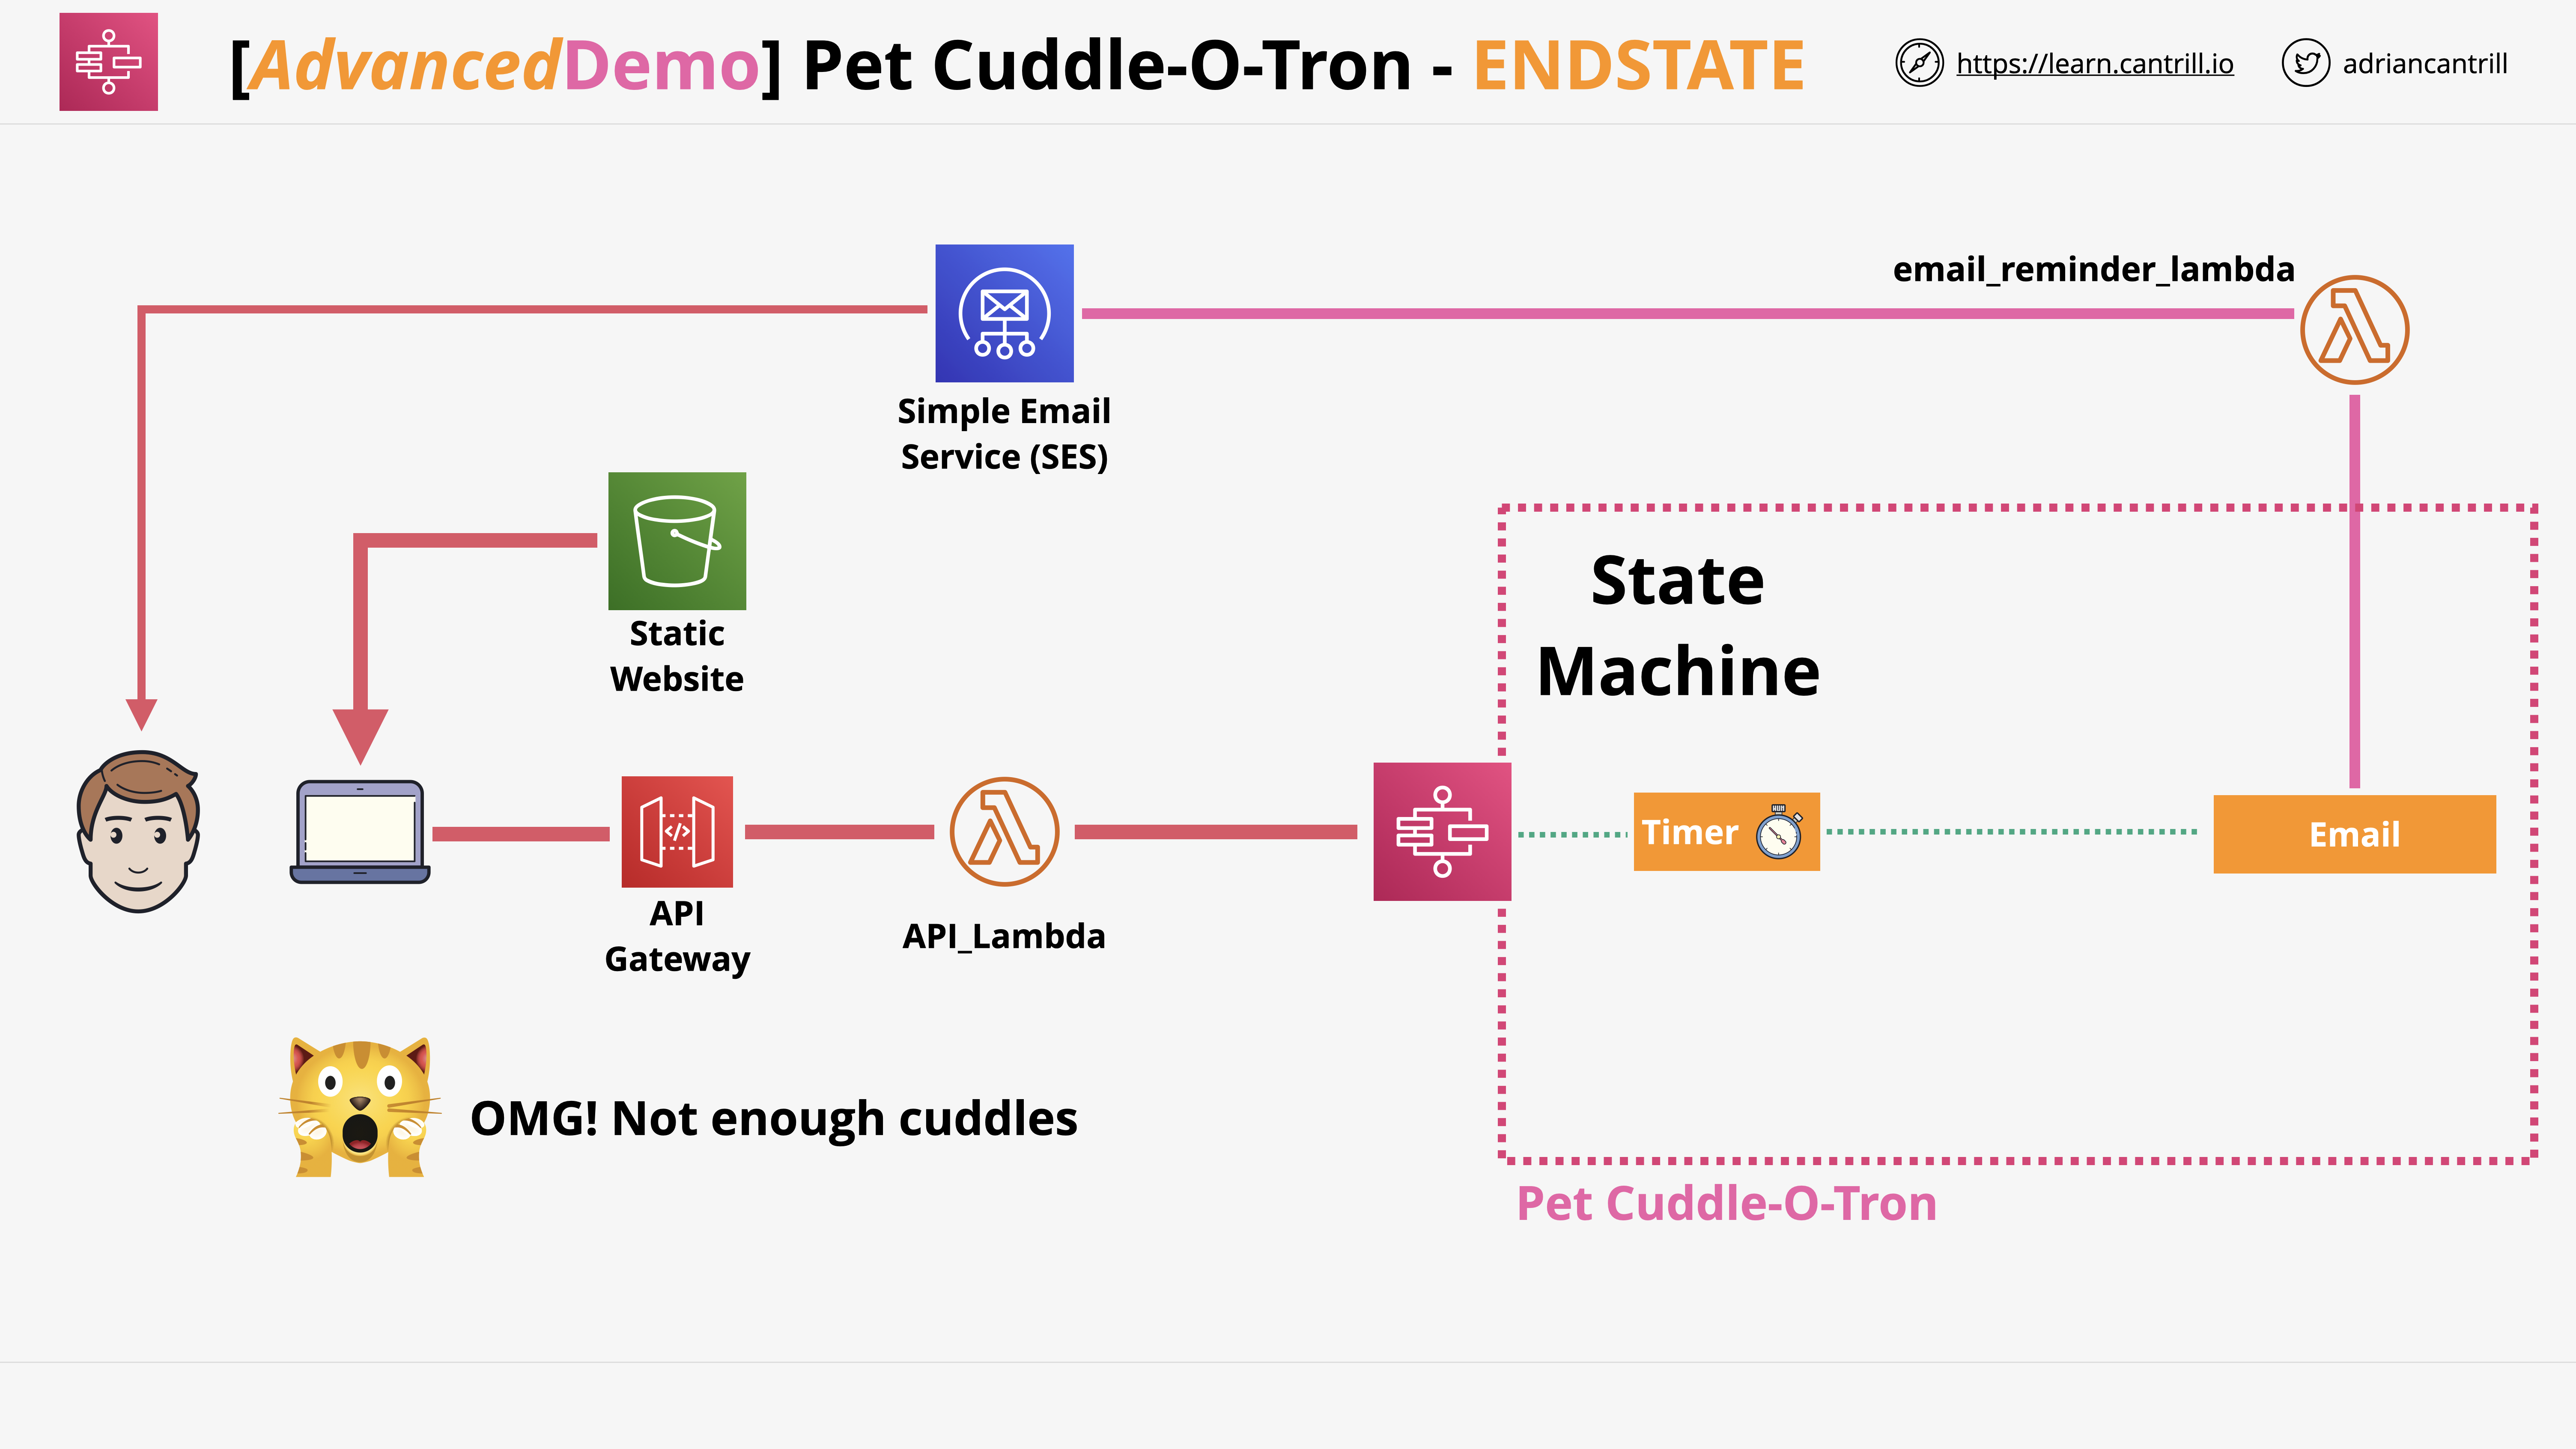 [AdvancedDemo] Pet Cuddle-O-Tron - ENDSTATE
https://learn.cantrill.io
adriancantrill
email_reminder_lambda
Simple Email
Service (SES)
Static
Website
State
Machine
Timer
Email
API
Gateway
API_Lambda
OMG! Not enough cuddles
Pet Cuddle-O-Tron